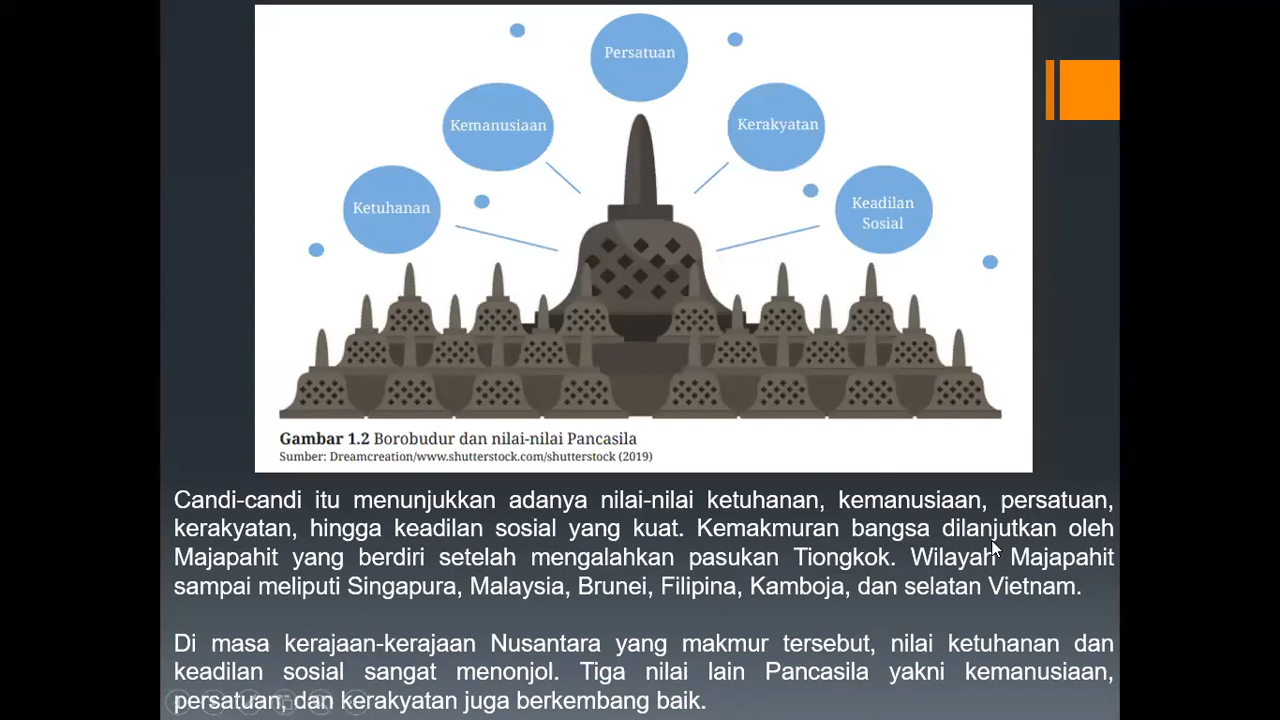 Persatuan
Kemanusiaan
Kerakyatan
Ketuhanan
Keadilan
Sosial
Gambar 1.2 Borobudur dan nilai-nilai Pancasila
Sumber: Dreamcreation/www.shutterstock.com/shutterstock (2019)
Candi-candi itu menunjukkan adanya nilai-nilai ketuhanan, kemanusiaan, persatuan,
kerakyatan, hingga keadilan sosial yang kuat. Kemakmuran bangsa dilanjutkan oleh
Majapahit yang berdiri setelah mengalahkan pasukan Tiongkok. Wilayah Majapahit
sampai meliputi Singapura, Malaysia, Brunei, Filipina, Kamboja, dan selatan Vietnam.
Di masa kerajaan-kerajaan Nusantara yang makmur tersebut, nilai ketuhanan dan
keadilan sosial sangat menonjol. Tiga nilai lain Pancasila yakni kemanusiaan,
persatuan, dan kerakyatan juga berkembang baik.